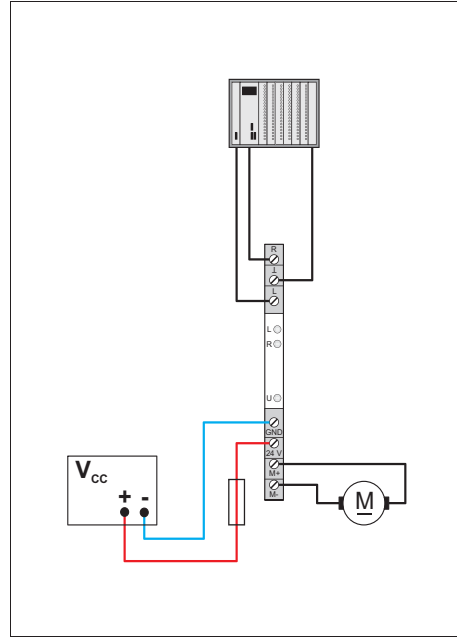 R
⊥
L
L
R
U
GND
24 V
M+
M-
Vcc
+ -
M